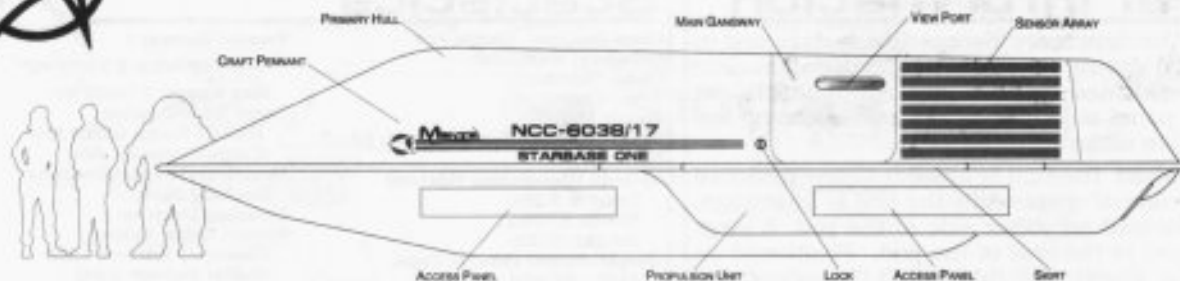 PRIMARY HULL
MAIN GANGWAY
VIEW PORT
SENSOR ARRAY
CRAFT PENNANT
NCC-6038/17
STARBASE ONE
ACCESS PANEL
PROPULSION UNIT
LOCK
ACCESS PANEL
SKIRT